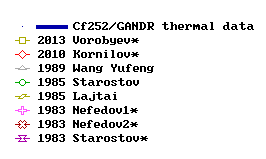 Cf252/GANDR thermal data
2013 Vorobyev*
2010 Kornilov*
1989 Wang Yufeng
1985 Starostov
1985 Lajtai
1983 Nefedov1*
1983 Nefedov2*
1983 Starostov*